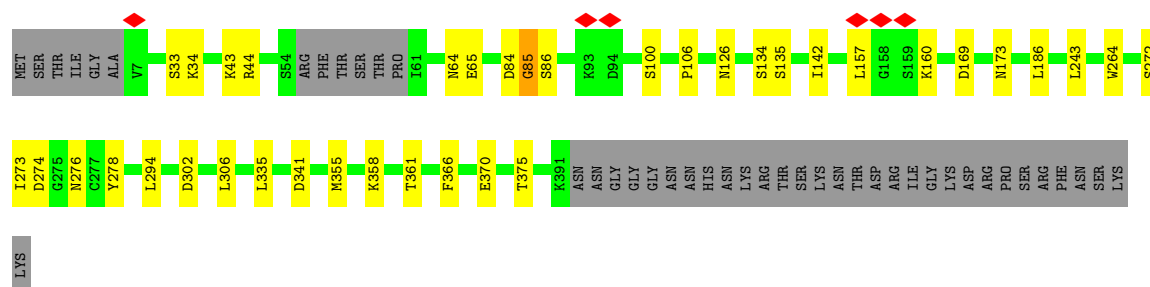 MET SER THR ILE GLY ALA V7 S33 K34 K43 R44 S54 ARG PHE THR SER THR PRO I61 N64 E65 D84 G85 S86 K93 D94 S100 P106 N126 S134 S135 I142 L157 G158 S159 K160 D169 N173 L186 L243 W264 S272
I273 D274 G275 N276 C277 Y278 L294 D302 L306 L335 D341 M355 K358 T361 F366 E370 T375 K391 ASN ASN GLY GLY GLY ASN ASN HIS ASN LYS ARG THR SER LYS ASN THR ASP ARG ILE GLY LYS ASP ARG PRO SER ARG PHE ASN SER LYS
LYS